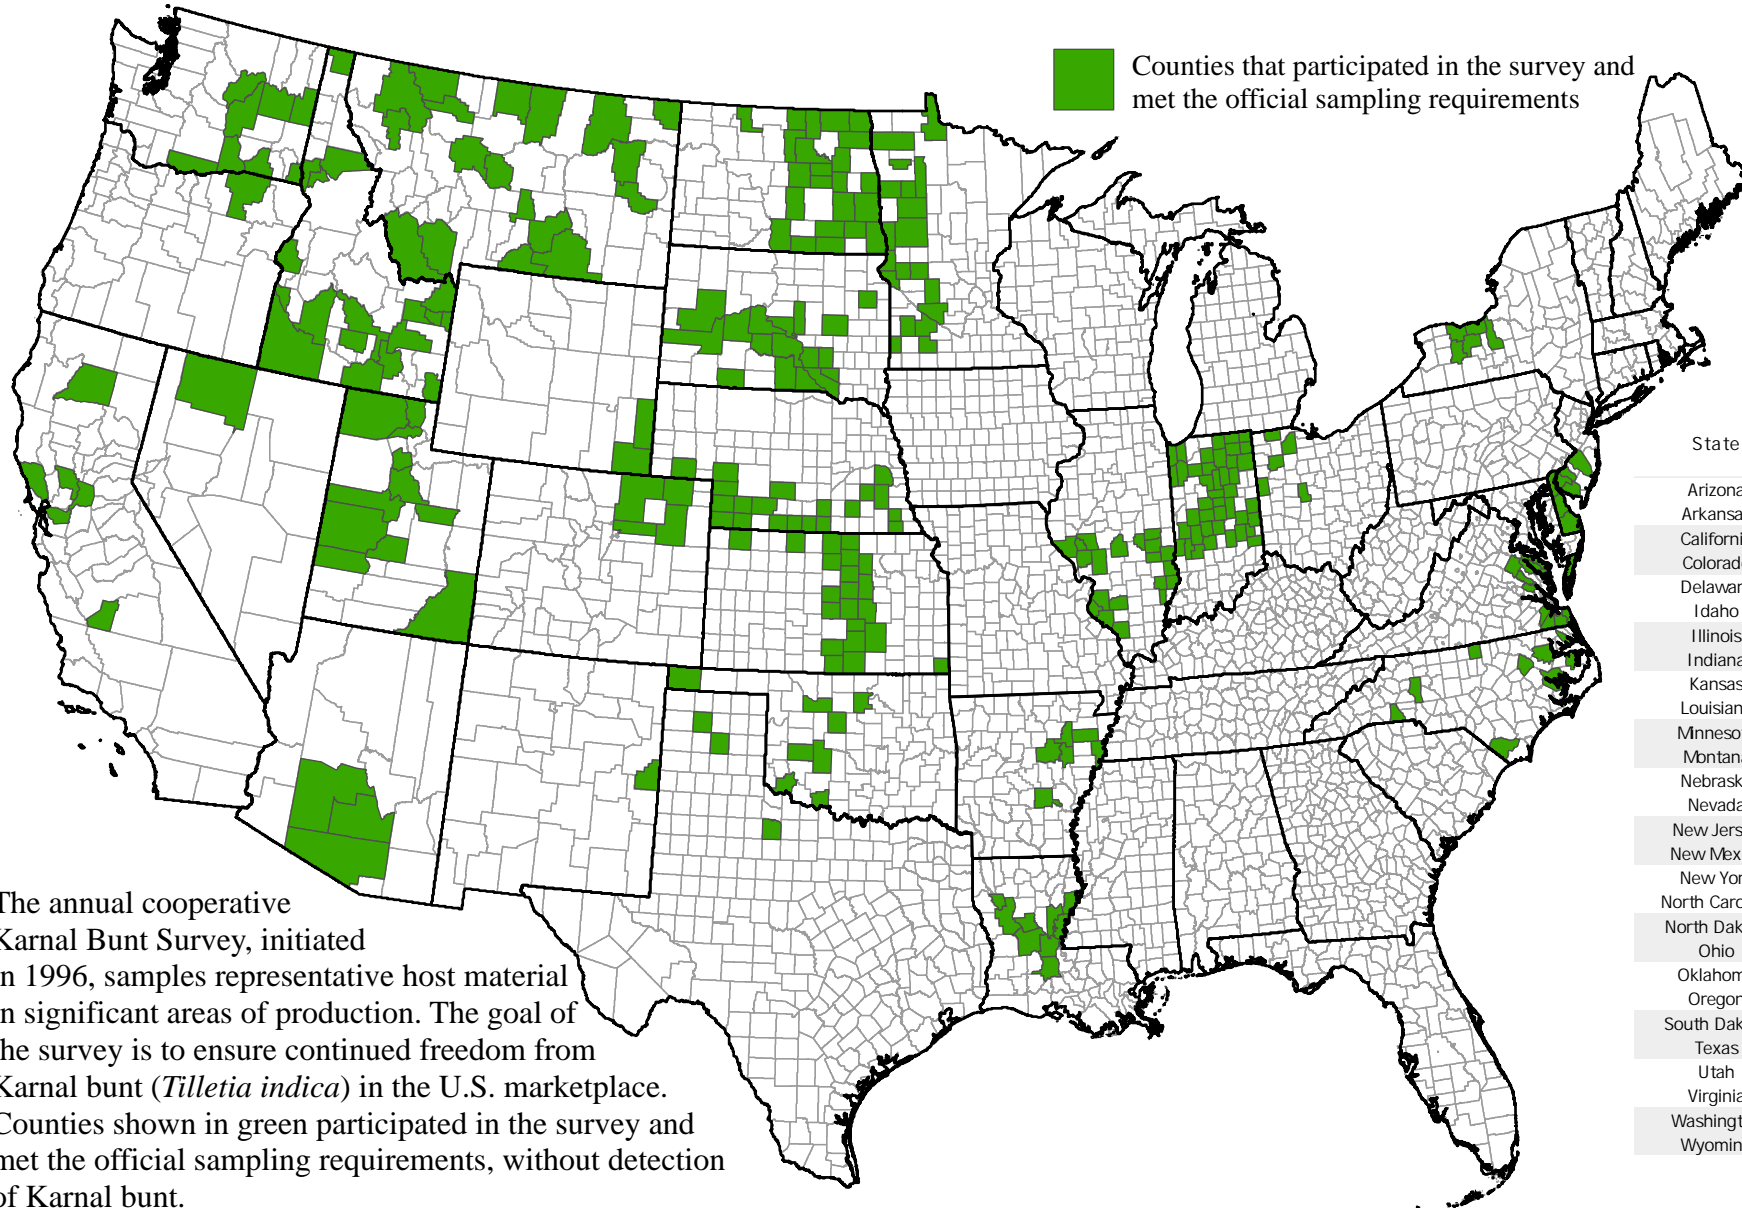 Counties that participated in the survey and
met the official sampling requirements
State
Arizona
Arkansa
Californi
Colorad
Delawar
Idaho
Illinois
Indiana
Kansas
Louisian
Minneso
Montan
Nebrask
Nevada
New Jers
New Mex
New Yor
North Caro
North Dak
Ohio
Oklahom
Oregon
South Dak
Texas
Utah
Virginia
Washingt
Wyomin
The annual cooperative
Karnal Bunt Survey, initiated
in 1996, samples representative host material
in significant areas of production. The goal of
the survey is to ensure continued freedom from
Karnal bunt (Tilletia indica) in the U.S. marketplace.
Counties shown in green participated in the survey and
met the official sampling requirements, without detection
of Karnal bunt.